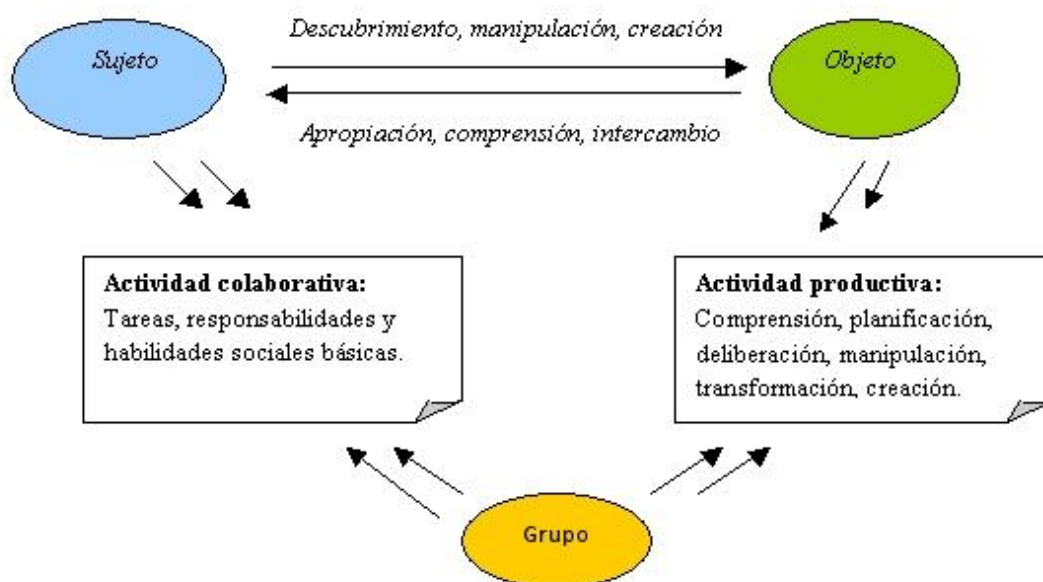 Descubrimiento, manipulación, creación
Sujeto
Objeto
Apropiación, comprensión, intercambio
Actividad colaborativa:
Tareas, responsabilidades y
habilidades sociales básicas.
Actividad productiva:
Comprensión, planificación,
deliberación, manipulación,
transformación, creación.
Grupo